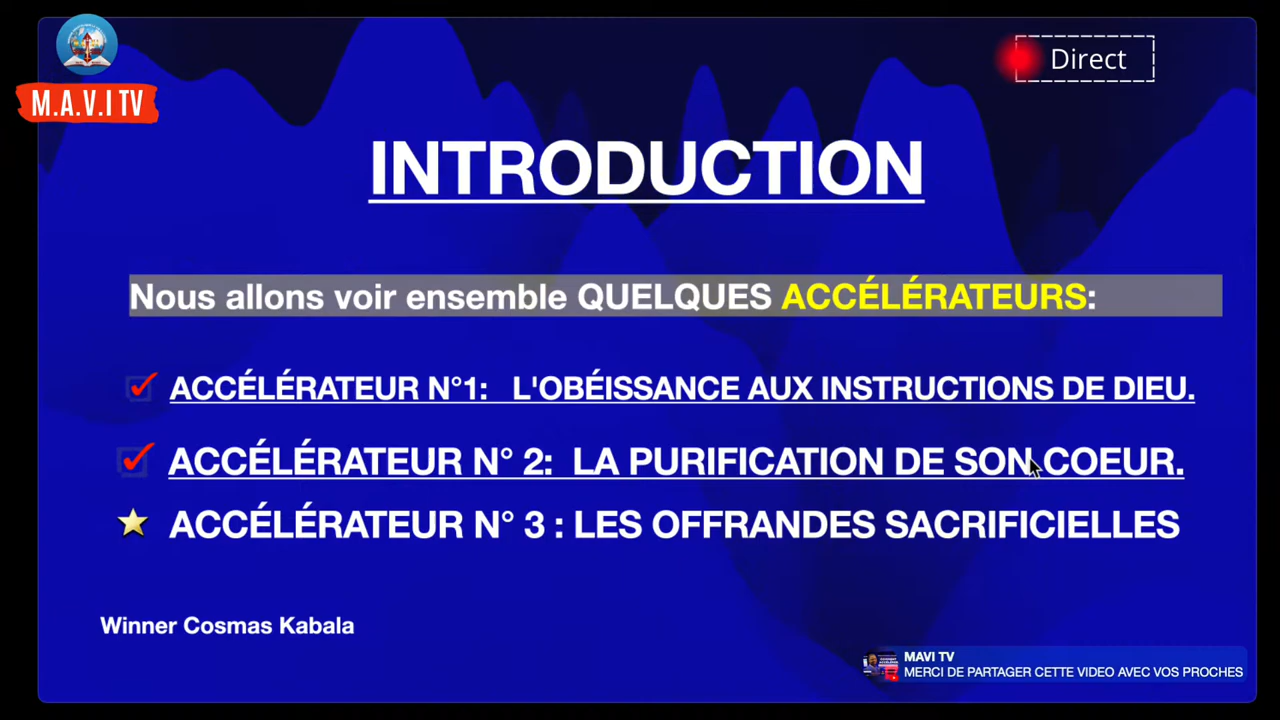 M.A.V.I TV
Direct
INTRODUCTION
Nous allons voir ensemble QUELQUES ACCÉLÉRATEURS:
ACCÉLÉRATEUR N°1: L'OBÉISSANCE AUX INSTRUCTIONS DE DIEU.
ACCÉLÉRATEUR N° 2: LA PURIFICATION DE SON COEUR.
ACCÉLÉRATEUR N° 3 : LES OFFRANDES SACRIFICIELLES
Winner Cosmas Kabala
MAVI TV
MERCI DE PARTAGER CETTE VIDEO AVEC VOS PROCHES